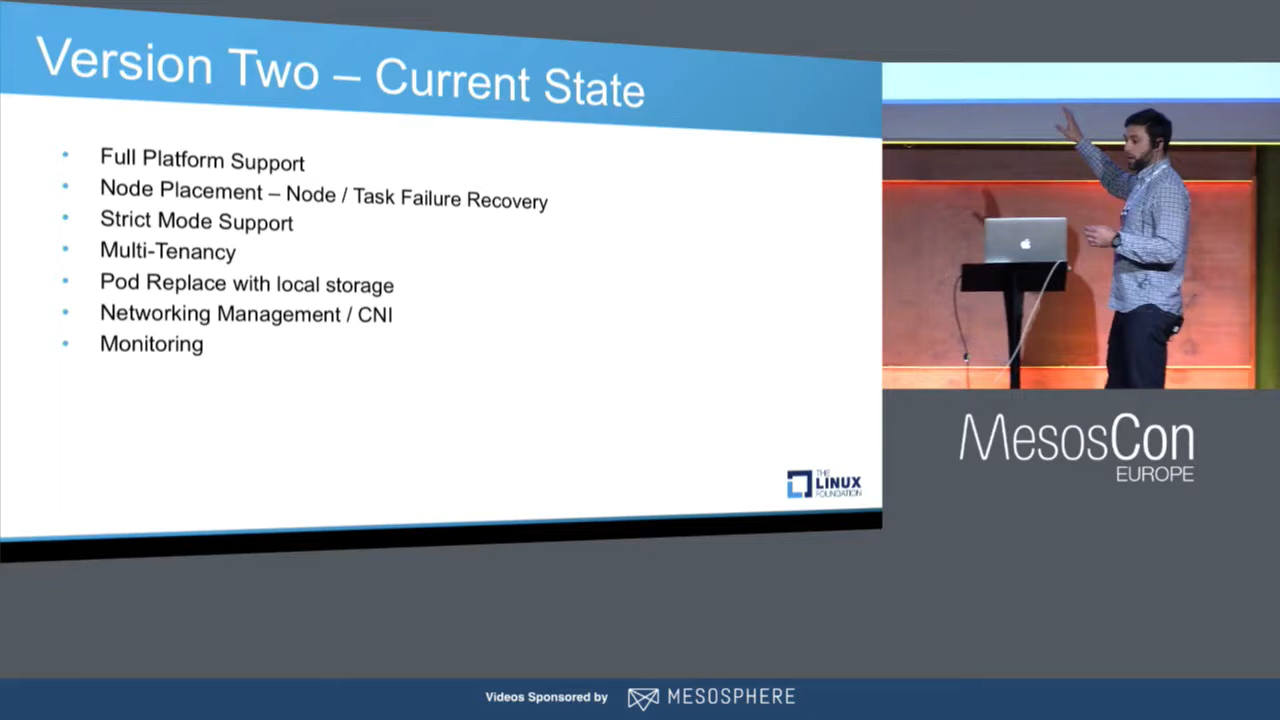 Version Two – Current State
• Full Platform Support
• Node Placement – Node / Task Failure Recovery
• Strict Mode Support
• Multi-Tenancy
• Pod Replace with local storage
• Networking Management / CNI
• Monitoring
THE
LINUX
FOUNDATION
MesosCon
EUROPE
Videos Sponsored by MESOSPHERE